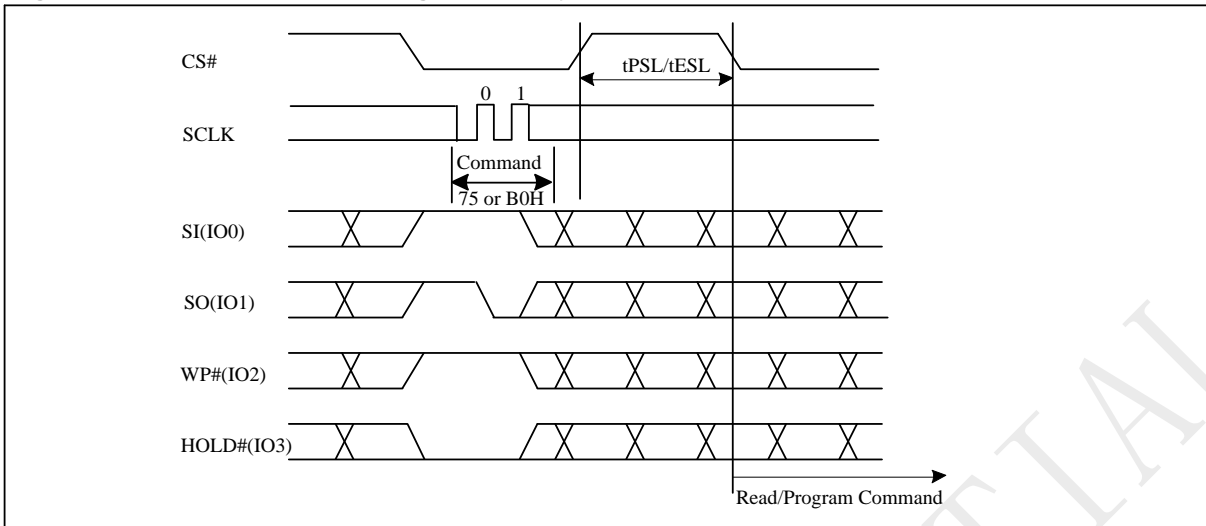 CS#
tPSL/tESL
0 1
SCLK
Command
75 or B0H
SI(IO0)
SO(IO1)
WP#(IO2)
HOLD#(IO3)
Read/Program Command